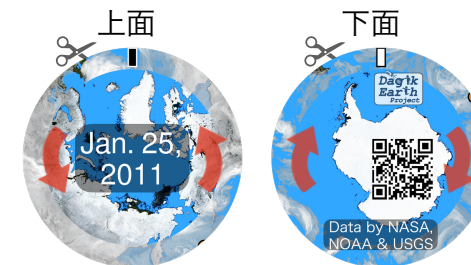 上面
下面
Jan. 25,
2011
Dagik
Earth
Project
Data by NASA,
NOAA & USGS